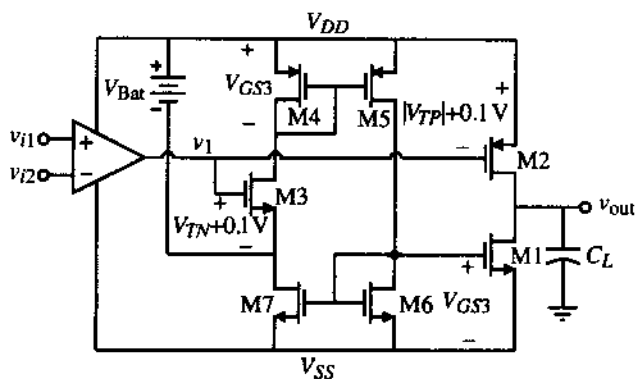 V_DD
+
+
V_Bat
-
V_GS3
-
M4
M5
+
|V_TP|+0.1 V
-
M2
v_i1
v_i2
+
-
v_1
+
V_TN+0.1V
-
M3
v_out
M7
M6
+
V_GS3
-
M1
C_L
V_SS